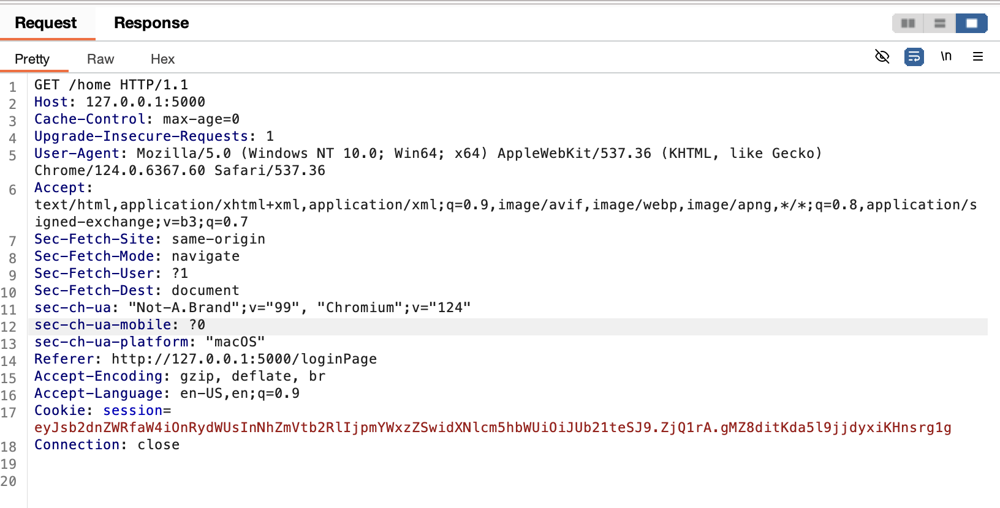 Request Response
Pretty Raw Hex \n
1 GET /home HTTP/1.1
2 Host: 127.0.0.1:5000
3 Cache-Control: max-age=0
4 Upgrade-Insecure-Requests: 1
5 User-Agent: Mozilla/5.0 (Windows NT 10.0; Win64; x64) AppleWebKit/537.36 (KHTML, like Gecko)
Chrome/124.0.6367.60 Safari/537.36
6 Accept:
text/html,application/xhtml+xml,application/xml;q=0.9,image/avif,image/webp,image/apng,*/*;q=0.8,application/s
igned-exchange;v=b3;q=0.7
7 Sec-Fetch-Site: same-origin
8 Sec-Fetch-Mode: navigate
9 Sec-Fetch-User: ?1
10 Sec-Fetch-Dest: document
11 sec-ch-ua: "Not-A.Brand";v="99", "Chromium";v="124"
12 sec-ch-ua-mobile: ?0
13 sec-ch-ua-platform: "macOS"
14 Referer: http://127.0.0.1:5000/loginPage
15 Accept-Encoding: gzip, deflate, br
16 Accept-Language: en-US,en;q=0.9
17 Cookie: session=
eyJsb2dnZWRfaW4iOnRydWUsInNhZmVtb2RlIjpmYWxzZSwidXNlcm5hbWUiOiJUb21teSJ9.ZjQ1rA.gMZ8ditKda5l9jjdyxiKHnsrg1g
18 Connection: close
19
20